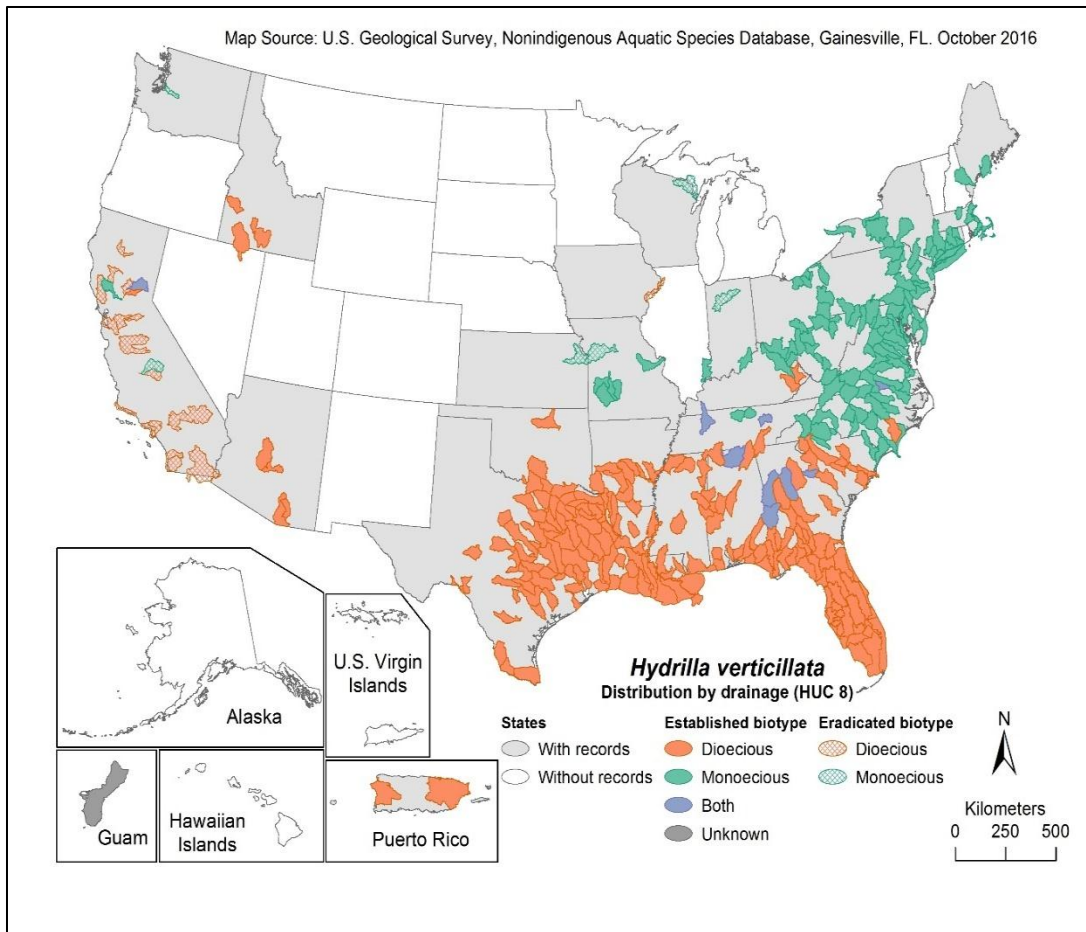 Map Source: U.S. Geological Survey, Nonindigenous Aquatic Species Database, Gainesville, FL. October 2016
Alaska
U.S. Virgin
Islands
Guam
Hawaiian
Islands
Puerto Rico
Hydrilla verticillata
Distribution by drainage (HUC 8)
States
With records
Without records
Established biotype
Dioecious
Monoecious
Both
Unknown
Eradicated biotype
Dioecious
Monoecious
N
Kilometers
0 250 500